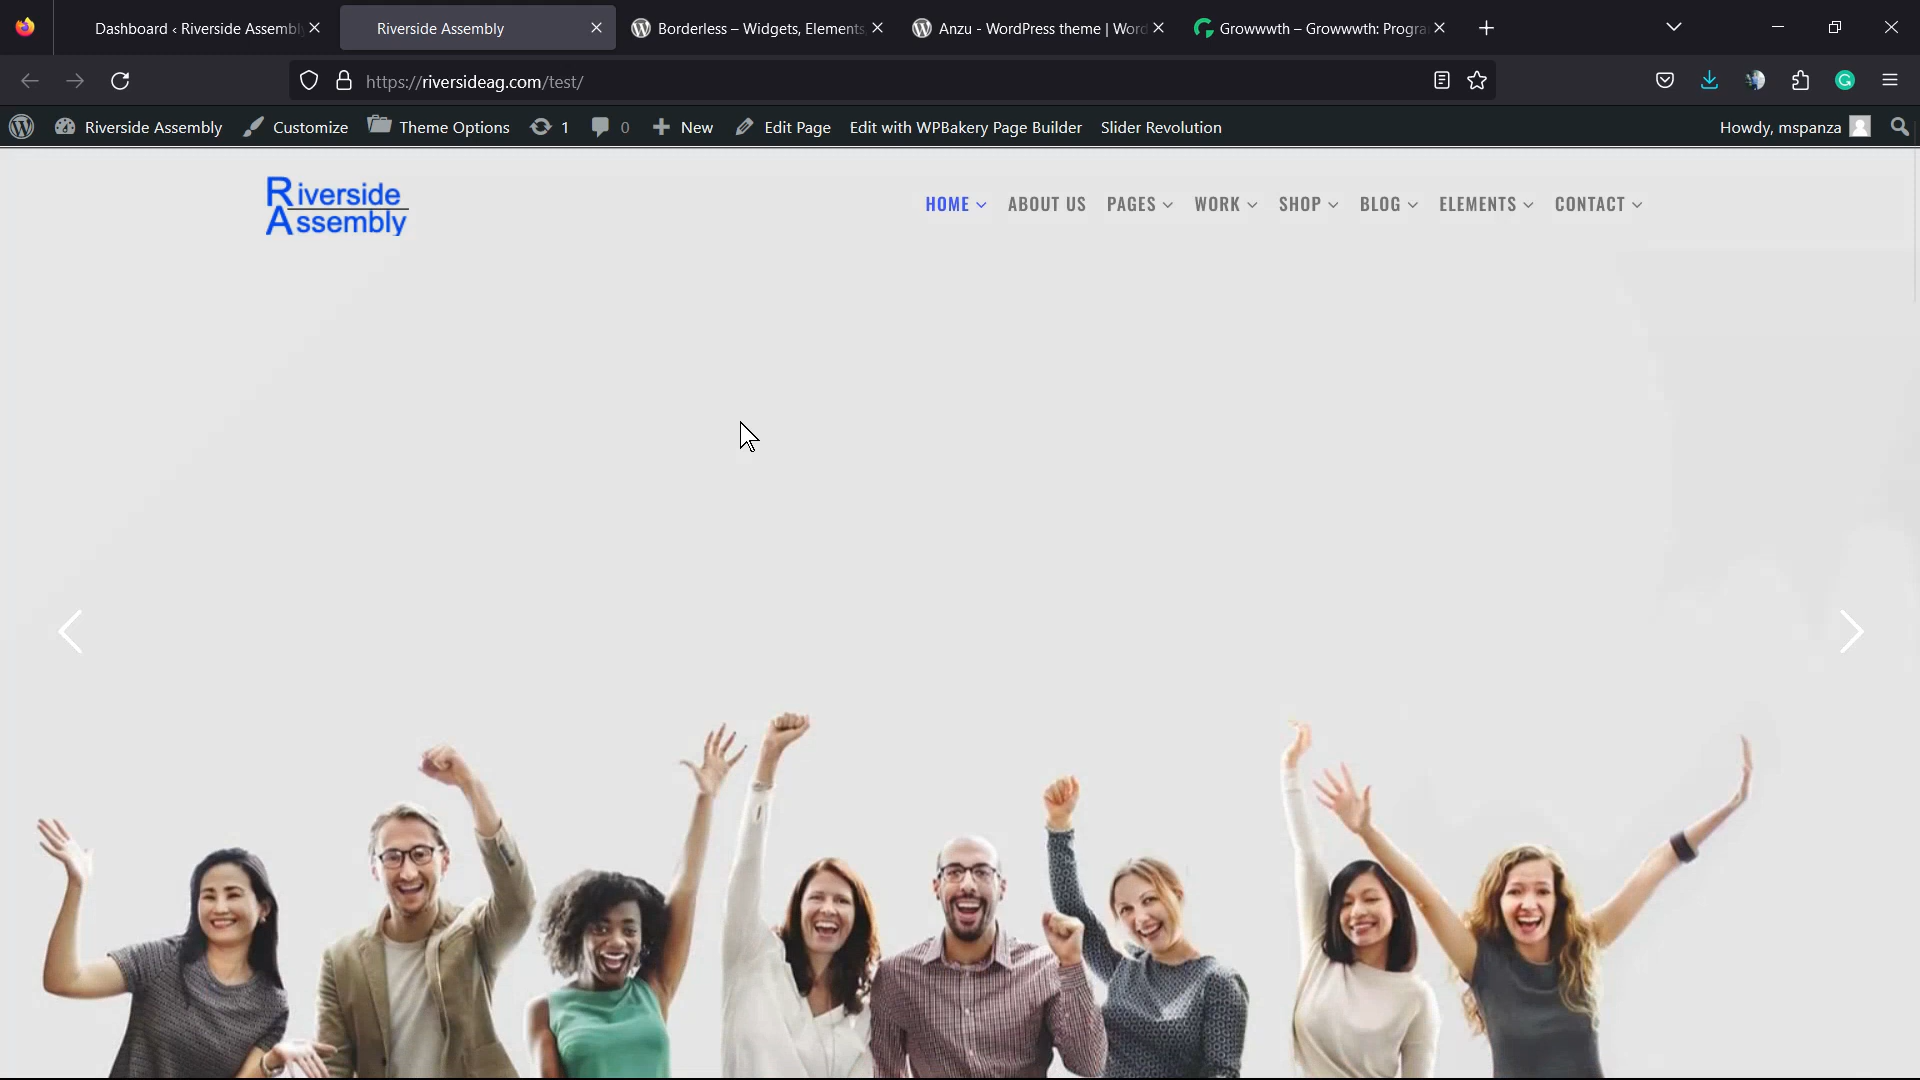 Dashboard ‹ Riverside Assembl
Riverside Assembly
Borderless – Widgets, Elements
Anzu - WordPress theme | Word
Growwwth – Growwwth: Progra
https://riversideag.com/test/
Riverside Assembly
Customize
Theme Options
1
0
New
Edit Page
Edit with WPBakery Page Builder
Slider Revolution
Howdy, mspanza
Riverside
Assembly
HOME
ABOUT US
PAGES
WORK
SHOP
BLOG
ELEMENTS
CONTACT